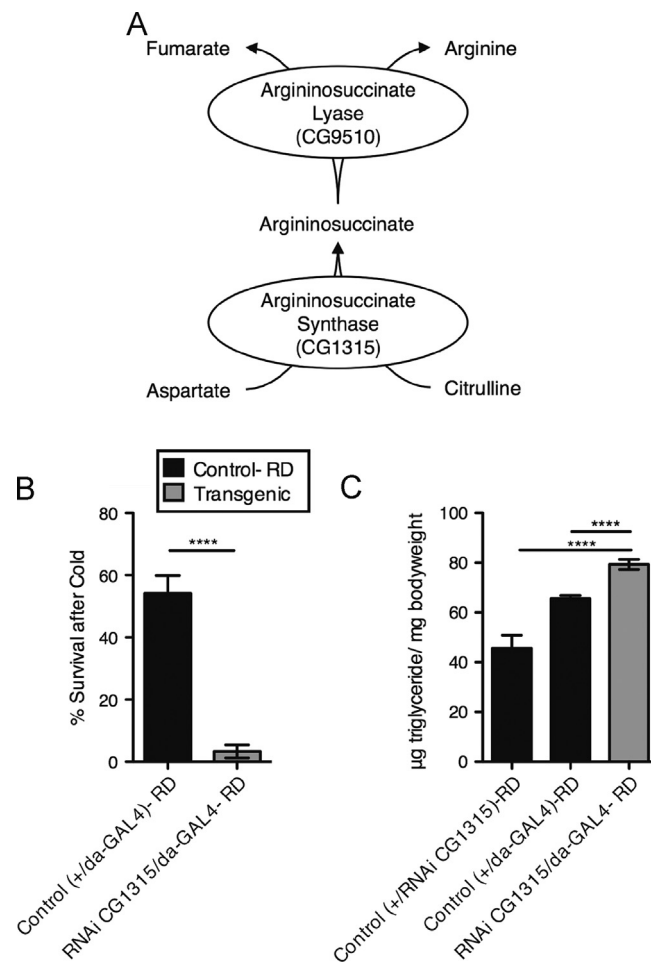 A
Fumarate
Arginine
Argininosuccinate
Lyase
(CG9510)
Argininosuccinate
Argininosuccinate
Synthase
(CG1315)
Aspartate
Citrulline
B
Control- RD
Transgenic
% Survival after Cold
80
60
40
20
0
****
Control (+/da-GAL4)- RD
RNAi CG1315/da-GAL4- RD
C
µg triglyceride/ mg bodyweight
100
80
60
40
20
0
****
****
Control (+/RNAi CG1315)-RD
Control (+/da-GAL4)-RD
RNAi CG1315/da-GAL4- RD